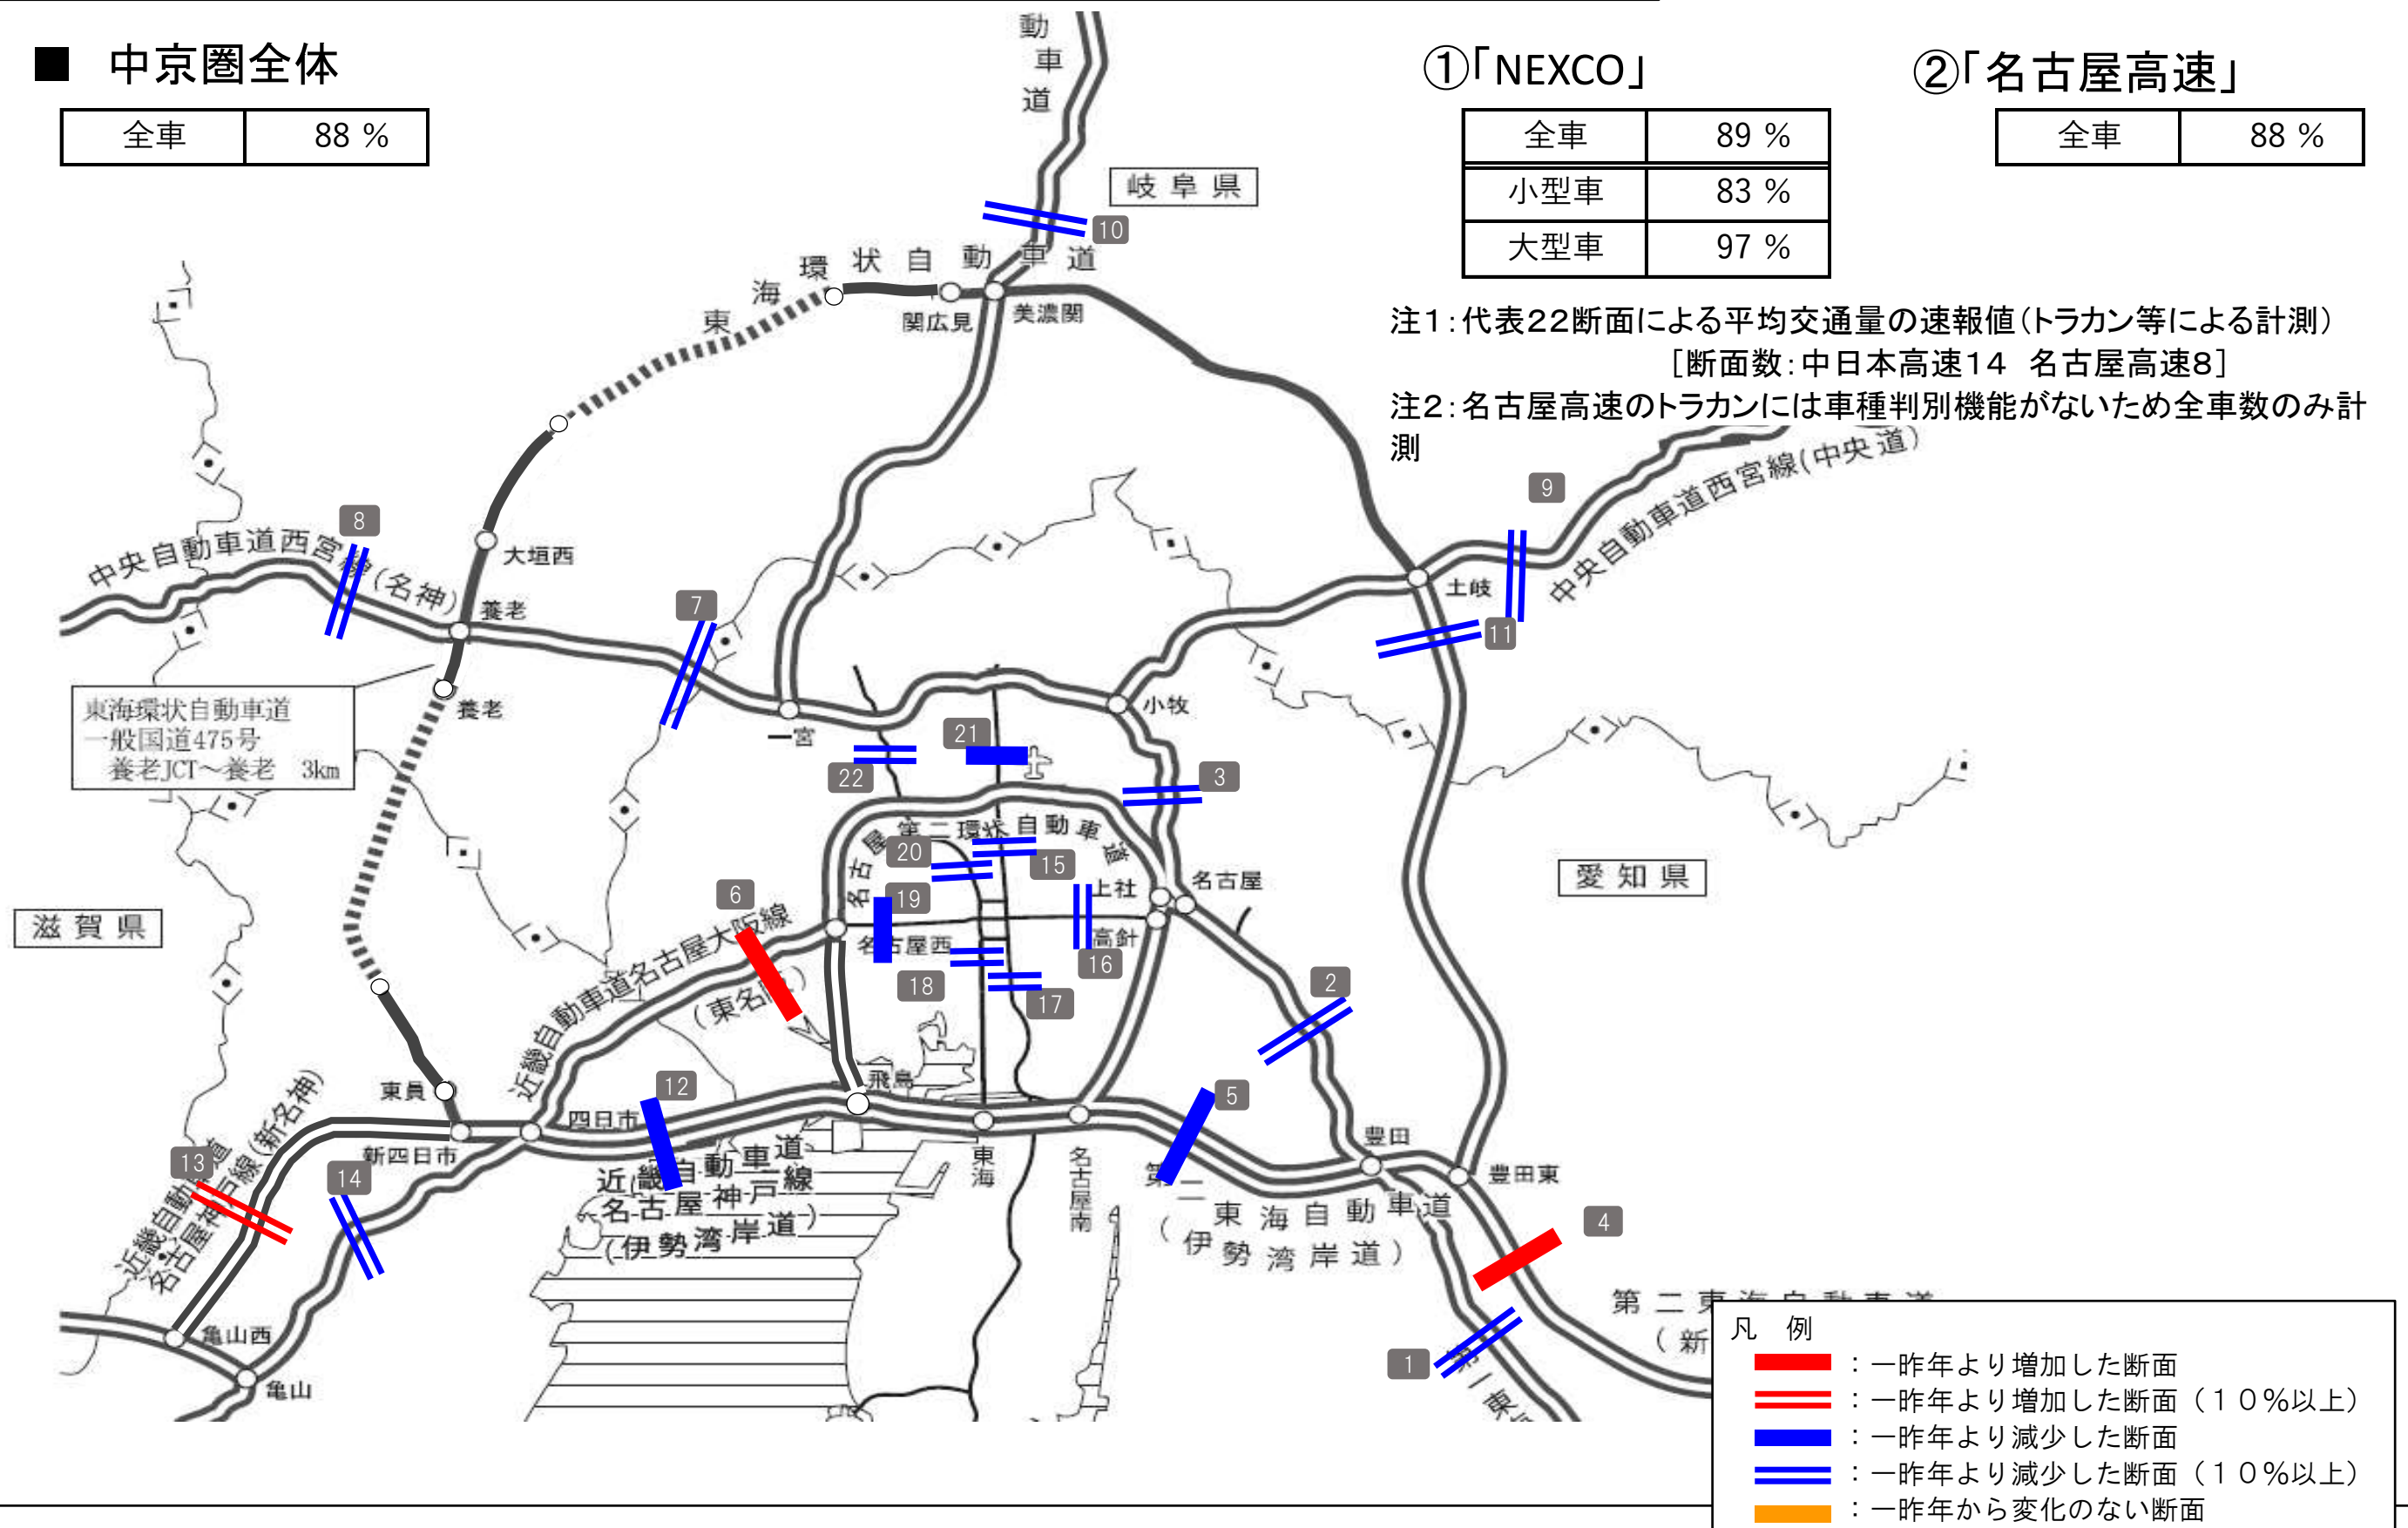 ■ 中京圏全体
全車 88 %
①「NEXCO」
全車 89 %
小型車 83 %
大型車 97 %
②「名古屋高速」
全車 88 %
注１：代表２２断面による平均交通量の速報値（トラカン等による計測）
［断面数：中日本高速１４ 名古屋高速８］
注２：名古屋高速のトラカンには車種判別機能がないため全車数のみ計
測
動車道
岐阜県
10
東海環状自動車道
関広見
美濃関
9
中央自動車道西宮線（中央道）
8
中央自動車道西宮線（名神）
大垣西
養老
7
土岐
11
東海環状自動車道
一般国道475号
養老JCT～養老 3km
養老
一宮
小牧
21
22
3
名古屋第二環状自動車道
20
15
愛知県
滋賀県
6
19
上社
名古屋
名古屋西
高針
16
18
17
2
近畿自動車道名古屋大阪線
（東名阪）
東員
飛島
12
四日市
5
新四日市
13
14
近畿自動車道
名古屋神戸線（新名神）
近畿自動車道
名古屋神戸線
（伊勢湾岸道）
東海
名古屋南
豊田
豊田東
第二東海自動車道
（伊勢湾岸道）
4
亀山西
亀山
1
第一東
第二東海自動車道
（新
凡 例
：一昨年より増加した断面
：一昨年より増加した断面（１０％以上）
：一昨年より減少した断面
：一昨年より減少した断面（１０％以上）
：一昨年から変化のない断面